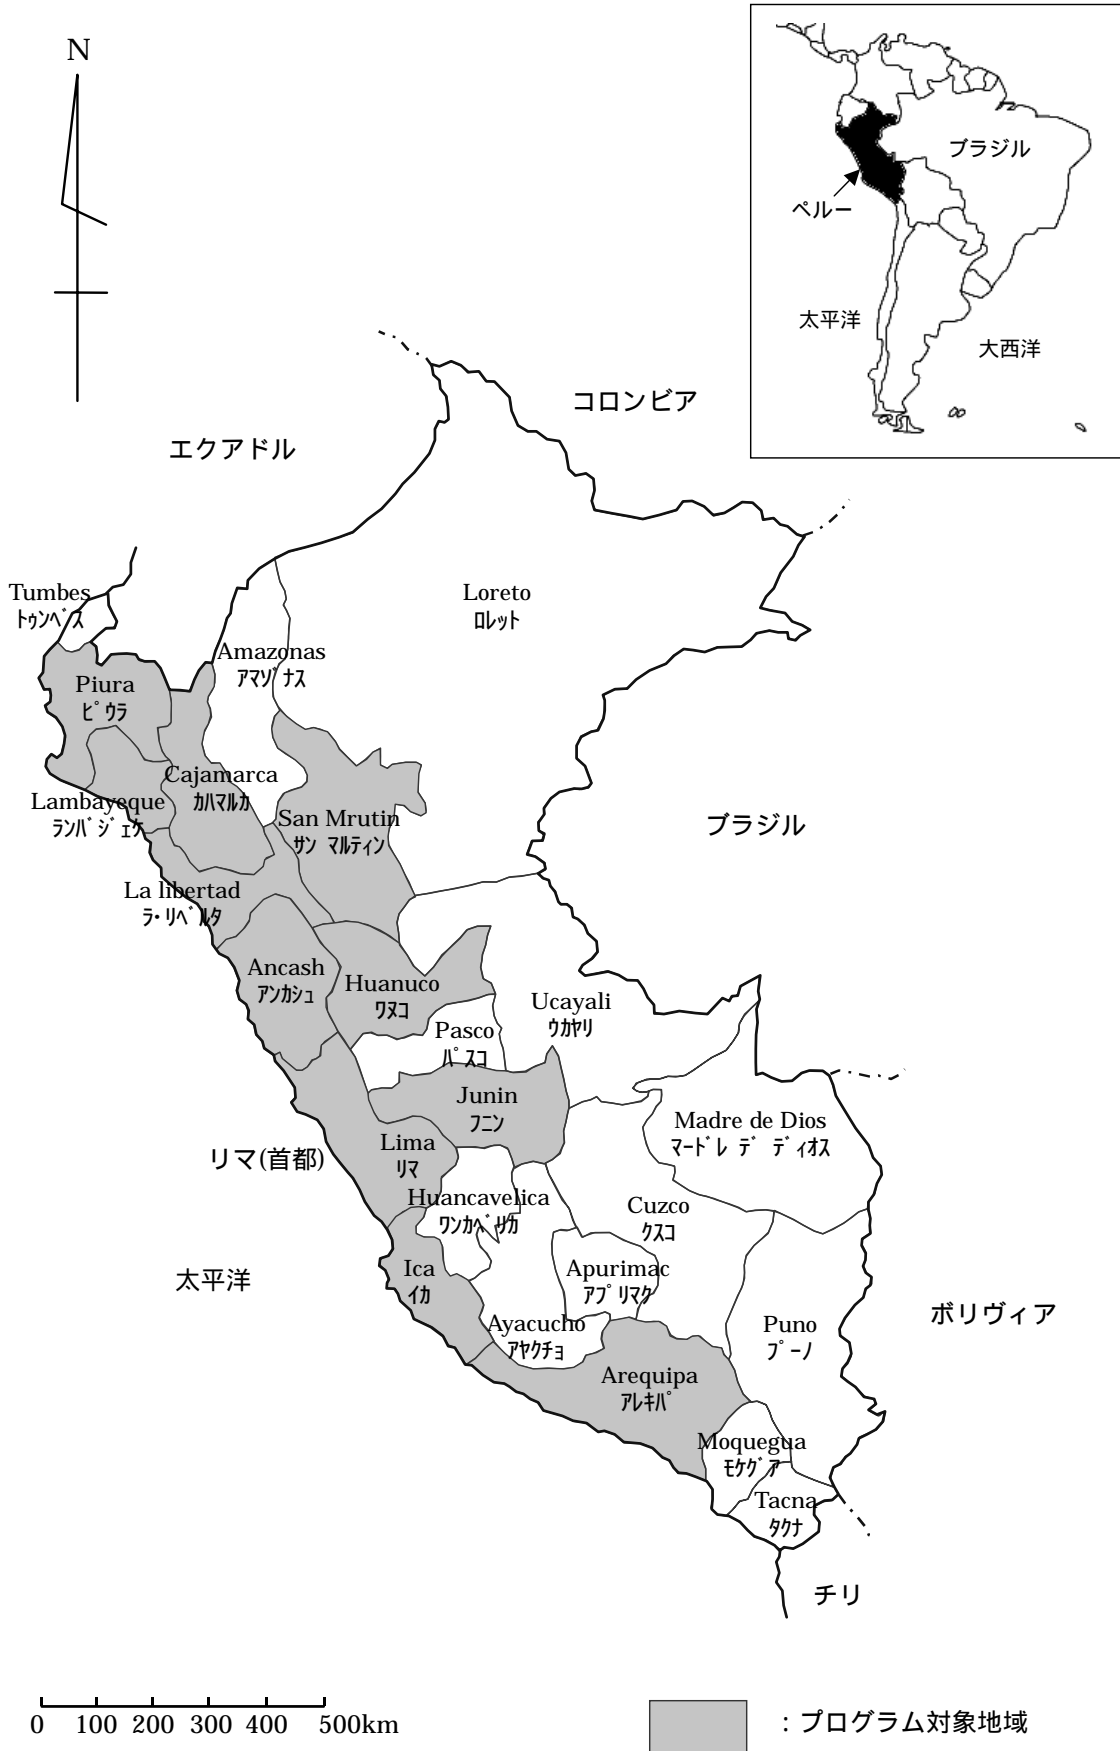 N
ブラジル
ペルー
太平洋
大西洋
コロンビア
エクアドル
Tumbes
トゥンベス
Loreto
ロレット
Amazonas
アマゾナス
Piura
ピウラ
Cajamarca
カハマルカ
Lambayeque
ランバジェケ
San Mrutin
サン マルティン
ブラジル
La libertad
ラ・リベルタ
Ancash
アンカシュ
Huanuco
ワヌコ
Ucayali
ウカヤリ
Pasco
パスコ
Junin
フニン
Madre de Dios
マードレ デ ディオス
Lima
リマ
リマ(首都)
Huancavelica
ワンカベリカ
Cuzco
クスコ
太平洋
Ica
イカ
Apurimac
アプリマク
Ayacucho
アヤクチョ
ボリヴィア
Puno
プーノ
Arequipa
アレキパ
Moquegua
モケグア
Tacna
タクナ
チリ
0 100 200 300 400 500km
：プログラム対象地域